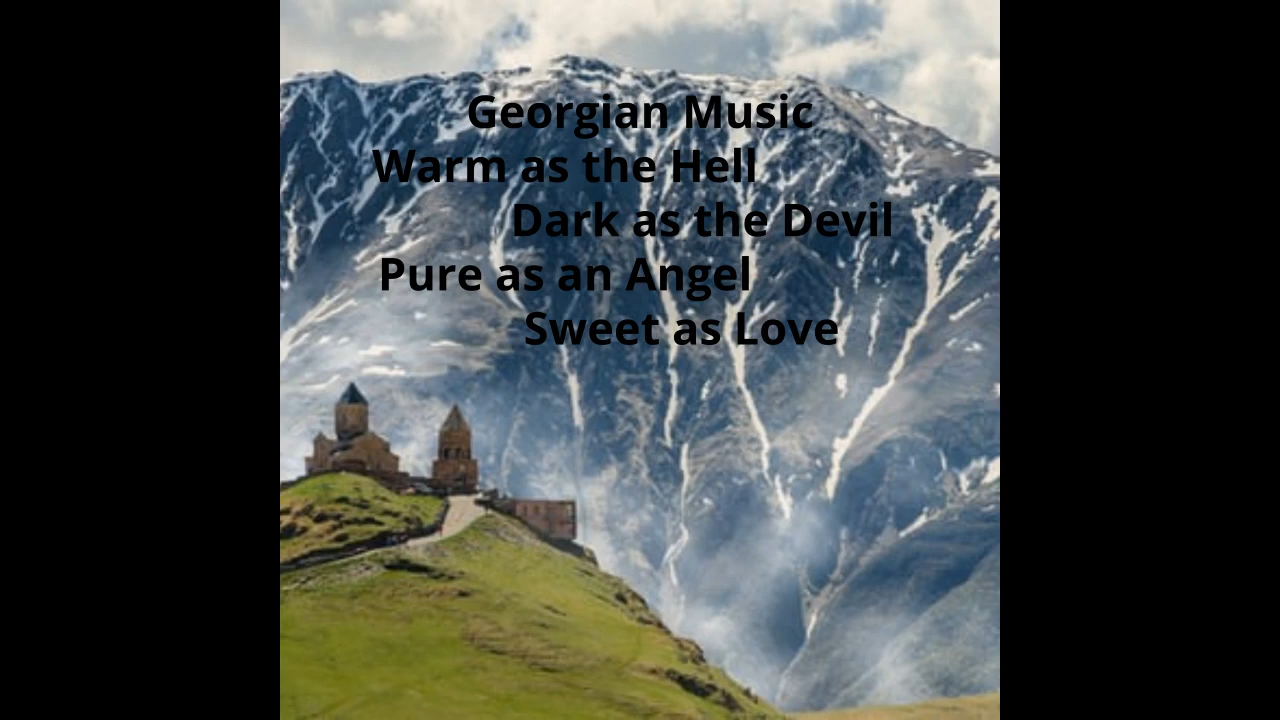 Georgian Music
Warm as the Hell
Dark as the Devil
Pure as an Angel
Sweet as Love